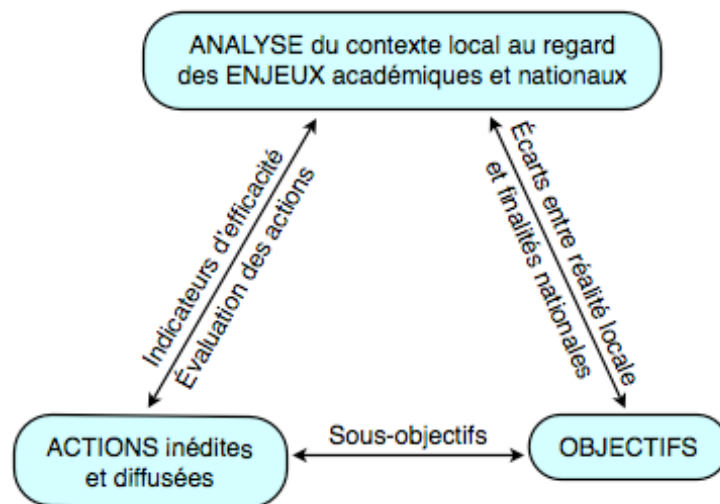 ANALYSE du contexte local au regard
des ENJEUX académiques et nationaux
Indicateurs d'efficacité
Évaluation des actions
Écarts entre réalité locale
et finalités nationales
ACTIONS inédites
et diffusées
Sous-objectifs
OBJECTIFS